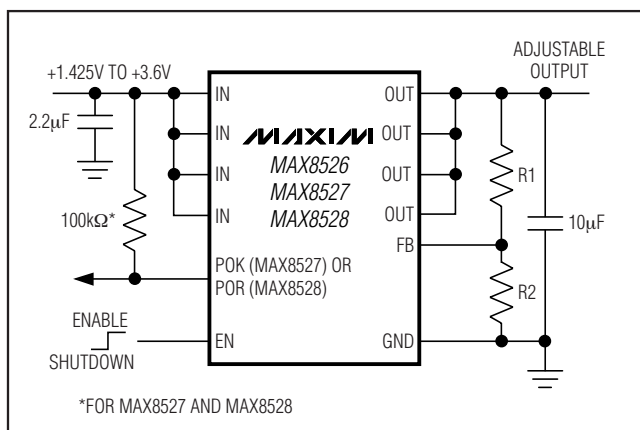 +1.425V TO +3.6V
ADJUSTABLE
OUTPUT
2.2μF
IN
OUT
MAXIM
IN
OUT
MAX8526
IN
OUT
MAX8527
IN
OUT
MAX8528
R1
10μF
100kΩ*
FB
POK (MAX8527) OR
POR (MAX8528)
R2
ENABLE
SHUTDOWN
EN
GND
*FOR MAX8527 AND MAX8528